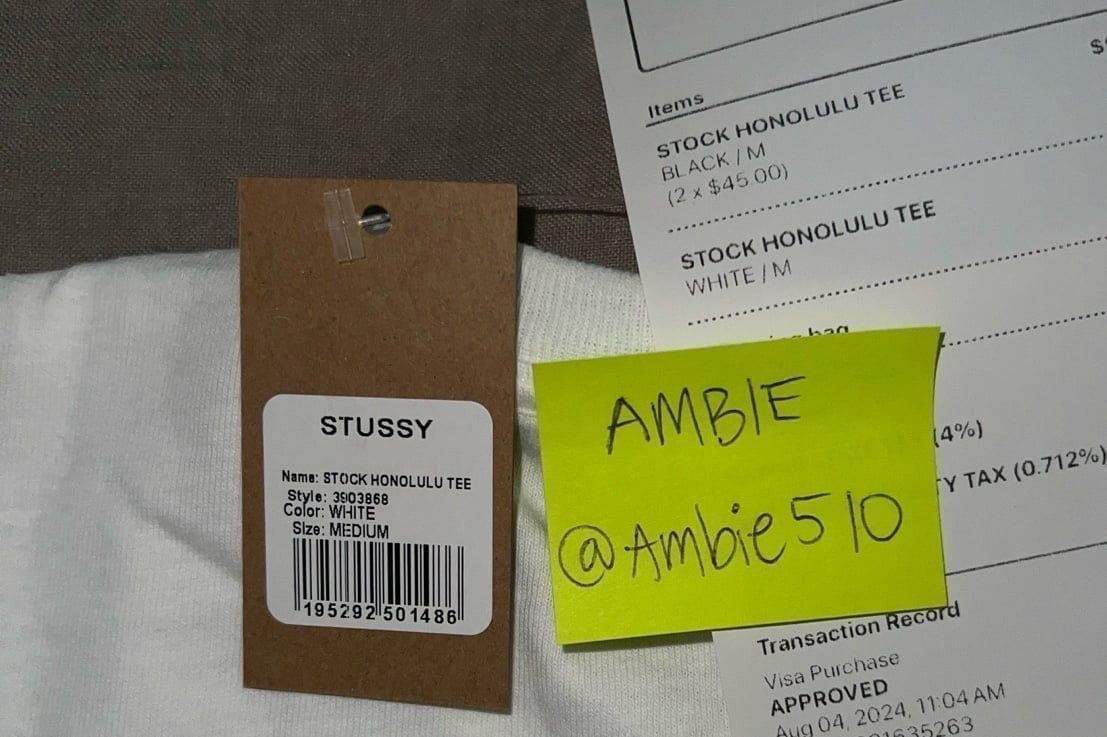 STUSSY
Name: STOCK HONOLULU TEE
Style: 3903868
Color: WHITE
Size: MEDIUM
195292 501486
AMBIE
@Ambie510
Items
STOCK HONOLULU TEE
BLACK / M
(2 x $45.00)
STOCK HONOLULU TEE
WHITE / M
bag
(4%)
TAX (0.712%)
Transaction Record
Visa Purchase
APPROVED
Aug 04, 2024, 11:04 AM